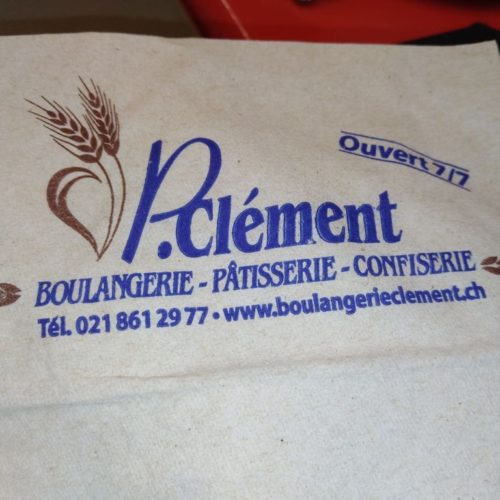 Ouvert 7/7
P.Clément
BOULANGERIE - PÂTISSERIE - CONFISERIE
Tél. 021 861 29 77 • www.boulangerieclement.ch